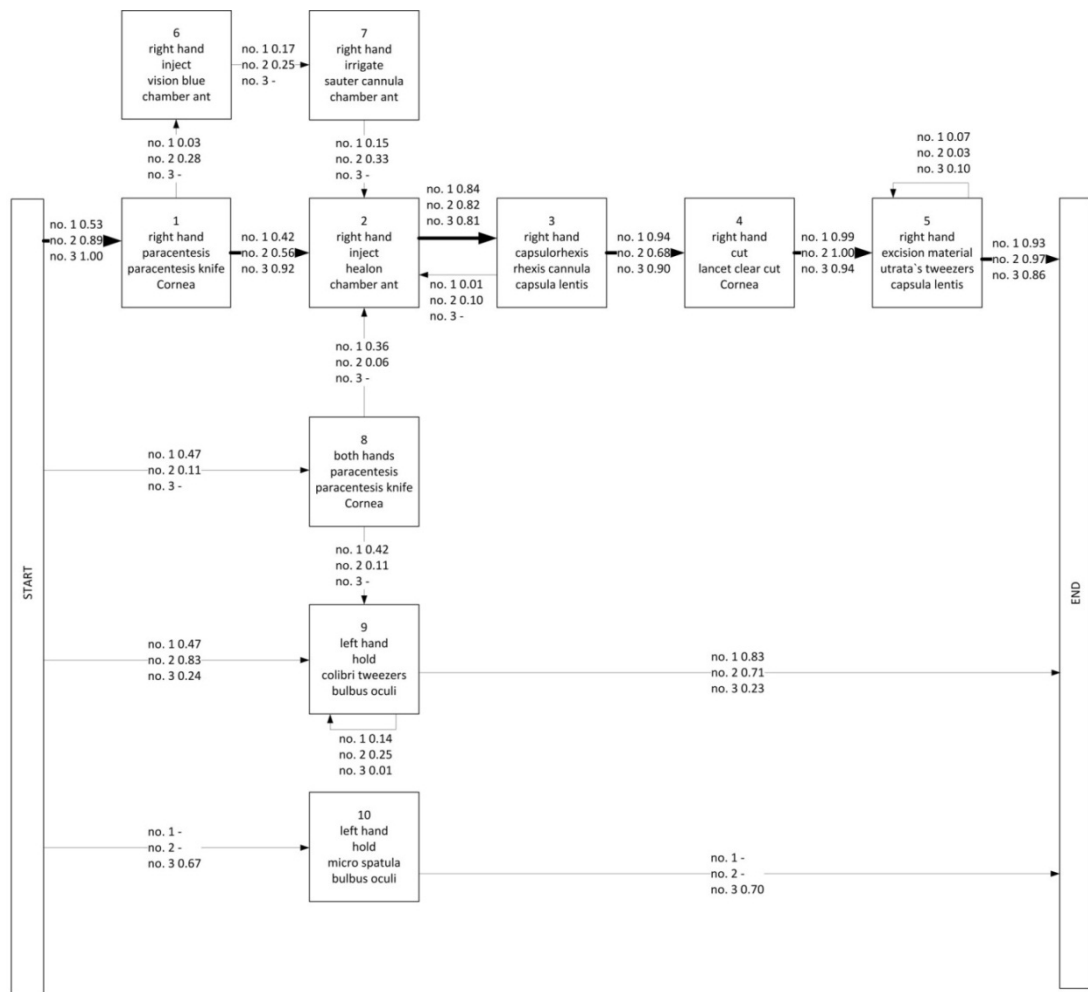 6
right hand
inject
vision blue
chamber ant
no. 1 0.17
no. 2 0.25
no. 3 -
7
right hand
irrigate
sauter cannula
chamber ant
no. 1 0.03
no. 2 0.28
no. 3 -
no. 1 0.15
no. 2 0.33
no. 3 -
no. 1 0.07
no. 2 0.03
no. 3 0.10
START
no. 1 0.53
no. 2 0.89
no. 3 1.00
1
right hand
paracentesis
paracentesis knife
Cornea
no. 1 0.42
no. 2 0.56
no. 3 0.92
2
right hand
inject
healon
chamber ant
no. 1 0.84
no. 2 0.82
no. 3 0.81
no. 1 0.01
no. 2 0.10
no. 3 -
3
right hand
capsulorhexis
rhexis cannula
capsula lentis
no. 1 0.94
no. 2 0.68
no. 3 0.90
4
right hand
cut
lancet clear cut
Cornea
no. 1 0.99
no. 2 1.00
no. 3 0.94
5
right hand
excision material
utrata`s tweezers
capsula lentis
no. 1 0.93
no. 2 0.97
no. 3 0.86
END
no. 1 0.36
no. 2 0.06
no. 3 -
no. 1 0.47
no. 2 0.11
no. 3 -
8
both hands
paracentesis
paracentesis knife
Cornea
no. 1 0.42
no. 2 0.11
no. 3 -
no. 1 0.47
no. 2 0.83
no. 3 0.24
9
left hand
hold
colibri tweezers
bulbus oculi
no. 1 0.83
no. 2 0.71
no. 3 0.23
no. 1 0.14
no. 2 0.25
no. 3 0.01
no. 1 -
no. 2 -
no. 3 0.67
10
left hand
hold
micro spatula
bulbus oculi
no. 1 -
no. 2 -
no. 3 0.70